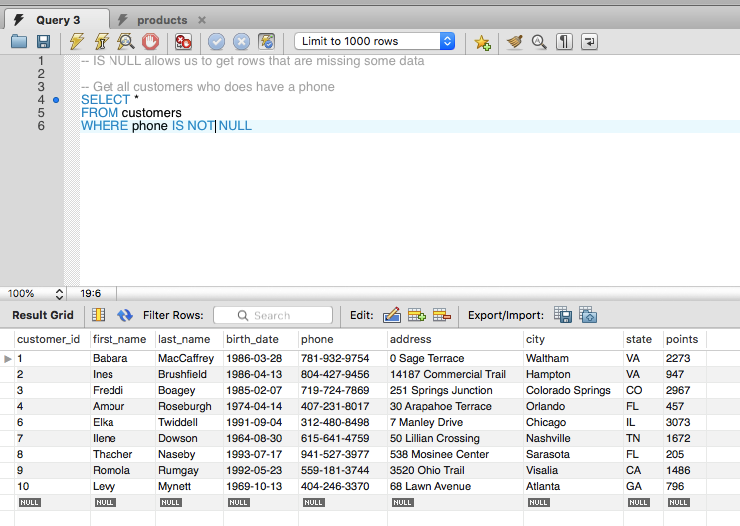 Query 3 products
Limit to 1000 rows
1 -- IS NULL allows us to get rows that are missing some data
2
3 -- Get all customers who does have a phone
4 SELECT *
5 FROM customers
6 WHERE phone IS NOT NULL
100% 19:6
Result Grid Filter Rows: Search Edit: Export/Import:
customer_id first_name last_name birth_date phone address city state points
1 Babara MacCaffrey 1986-03-28 781-932-9754 0 Sage Terrace Waltham VA 2273
2 Ines Brushfield 1986-04-13 804-427-9456 14187 Commercial Trail Hampton VA 947
3 Freddi Boagey 1985-02-07 719-724-7869 251 Springs Junction Colorado Springs CO 2967
4 Amour Roseburgh 1974-04-14 407-231-8017 30 Arapahoe Terrace Orlando FL 457
6 Elka Twiddell 1991-09-04 312-480-8498 7 Manley Drive Chicago IL 3073
7 Ilene Dowson 1964-08-30 615-641-4759 50 Lillian Crossing Nashville TN 1672
8 Thacher Naseby 1993-07-17 941-527-3977 538 Mosinee Center Sarasota FL 205
9 Romola Rumgay 1992-05-23 559-181-3744 3520 Ohio Trail Visalia CA 1486
10 Levy Mynett 1969-10-13 404-246-3370 68 Lawn Avenue Atlanta GA 796
NULL NULL NULL NULL NULL NULL NULL NULL NULL